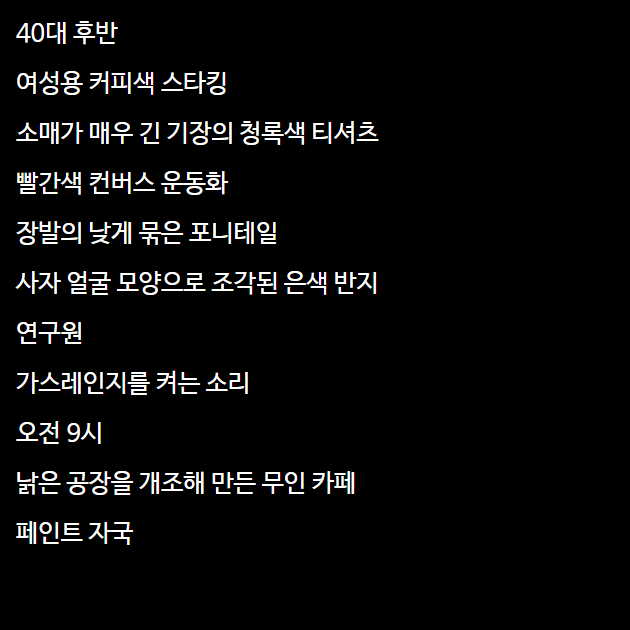 40대 후반
여성용 커피색 스타킹
소매가 매우 긴 기장의 청록색 티셔츠
빨간색 컨버스 운동화
장발의 낮게 묶은 포니테일
사자 얼굴 모양으로 조각된 은색 반지
연구원
가스레인지를 켜는 소리
오전 9시
낡은 공장을 개조해 만든 무인 카페
페인트 자국